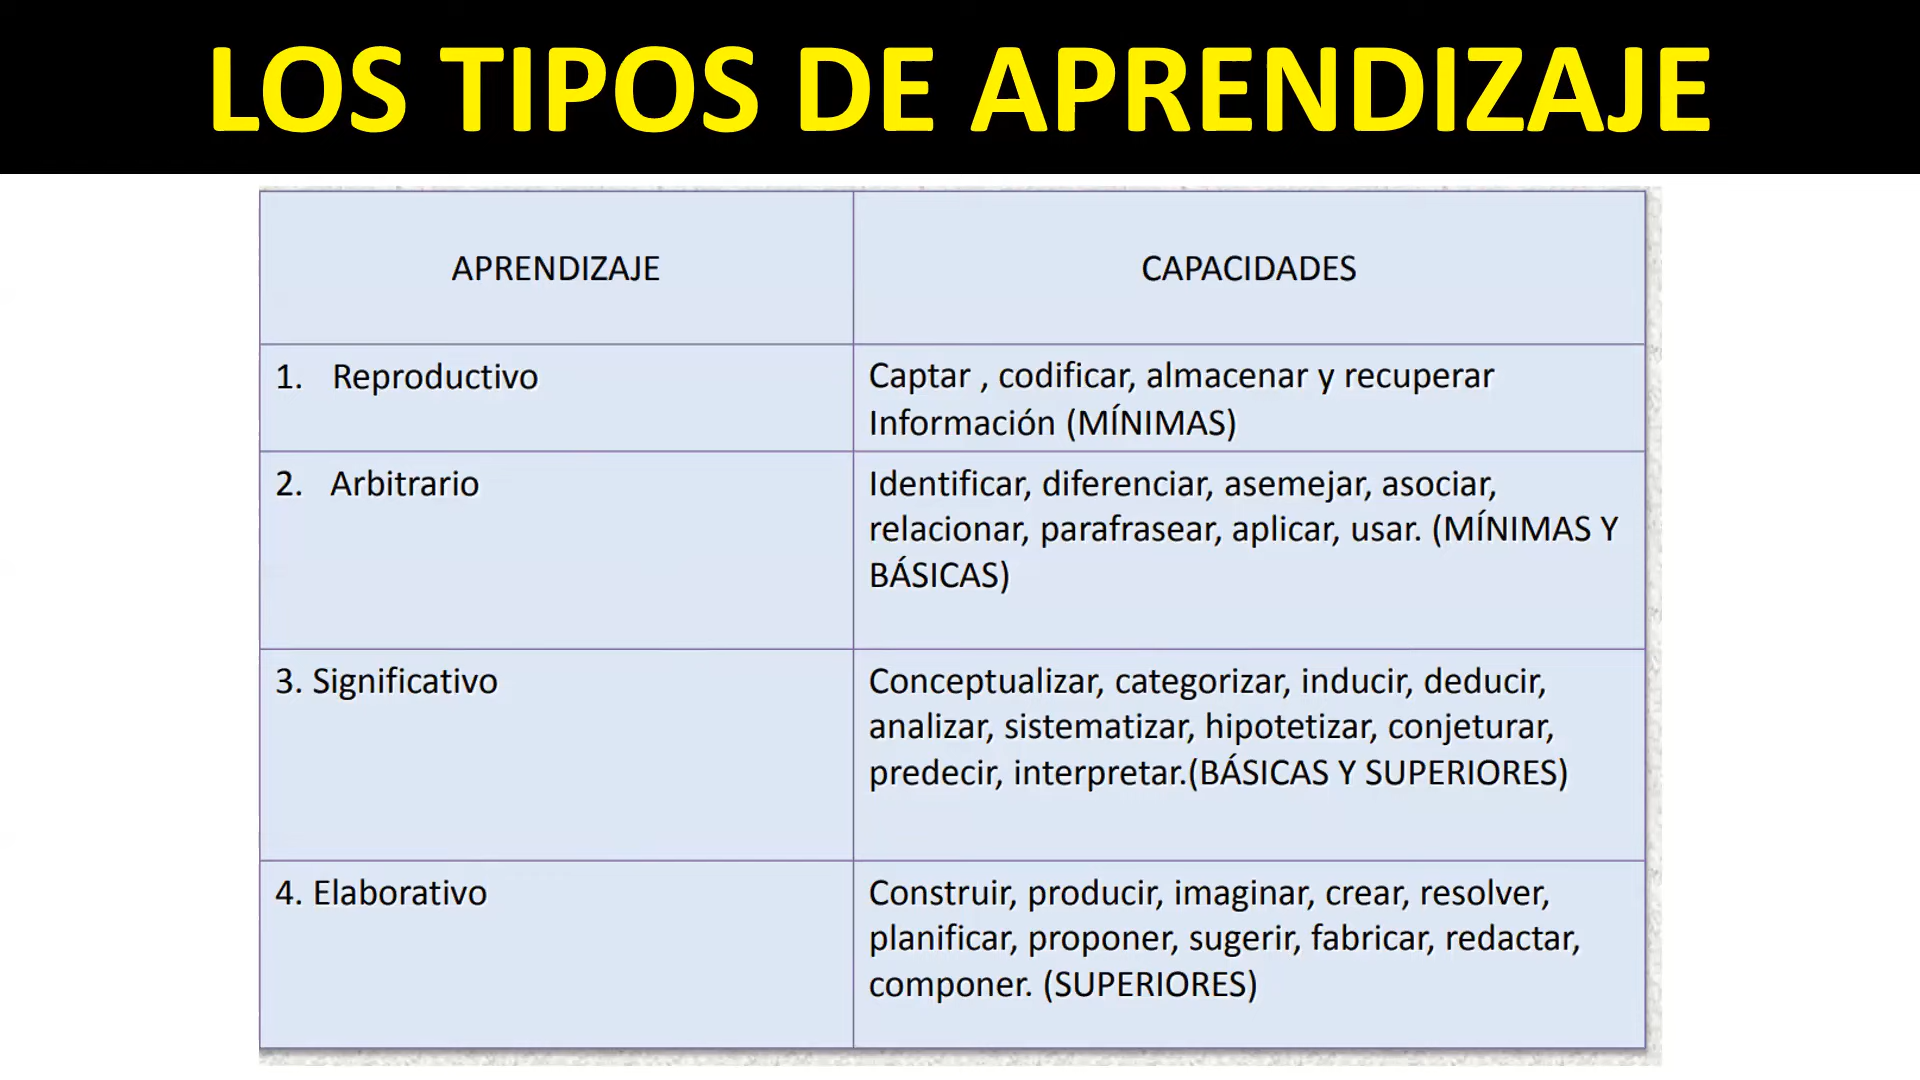 LOS TIPOS DE APRENDIZAJE
APRENDIZAJE
CAPACIDADES
1. Reproductivo
Captar , codificar, almacenar y recuperar
Información (MÍNIMAS)
2. Arbitrario
Identificar, diferenciar, asemejar, asociar,
relacionar, parafrasear, aplicar, usar. (MÍNIMAS Y
BÁSICAS)
3. Significativo
Conceptualizar, categorizar, inducir, deducir,
analizar, sistematizar, hipotetizar, conjeturar,
predecir, interpretar.(BÁSICAS Y SUPERIORES)
4. Elaborativo
Construir, producir, imaginar, crear, resolver,
planificar, proponer, sugerir, fabricar, redactar,
componer. (SUPERIORES)